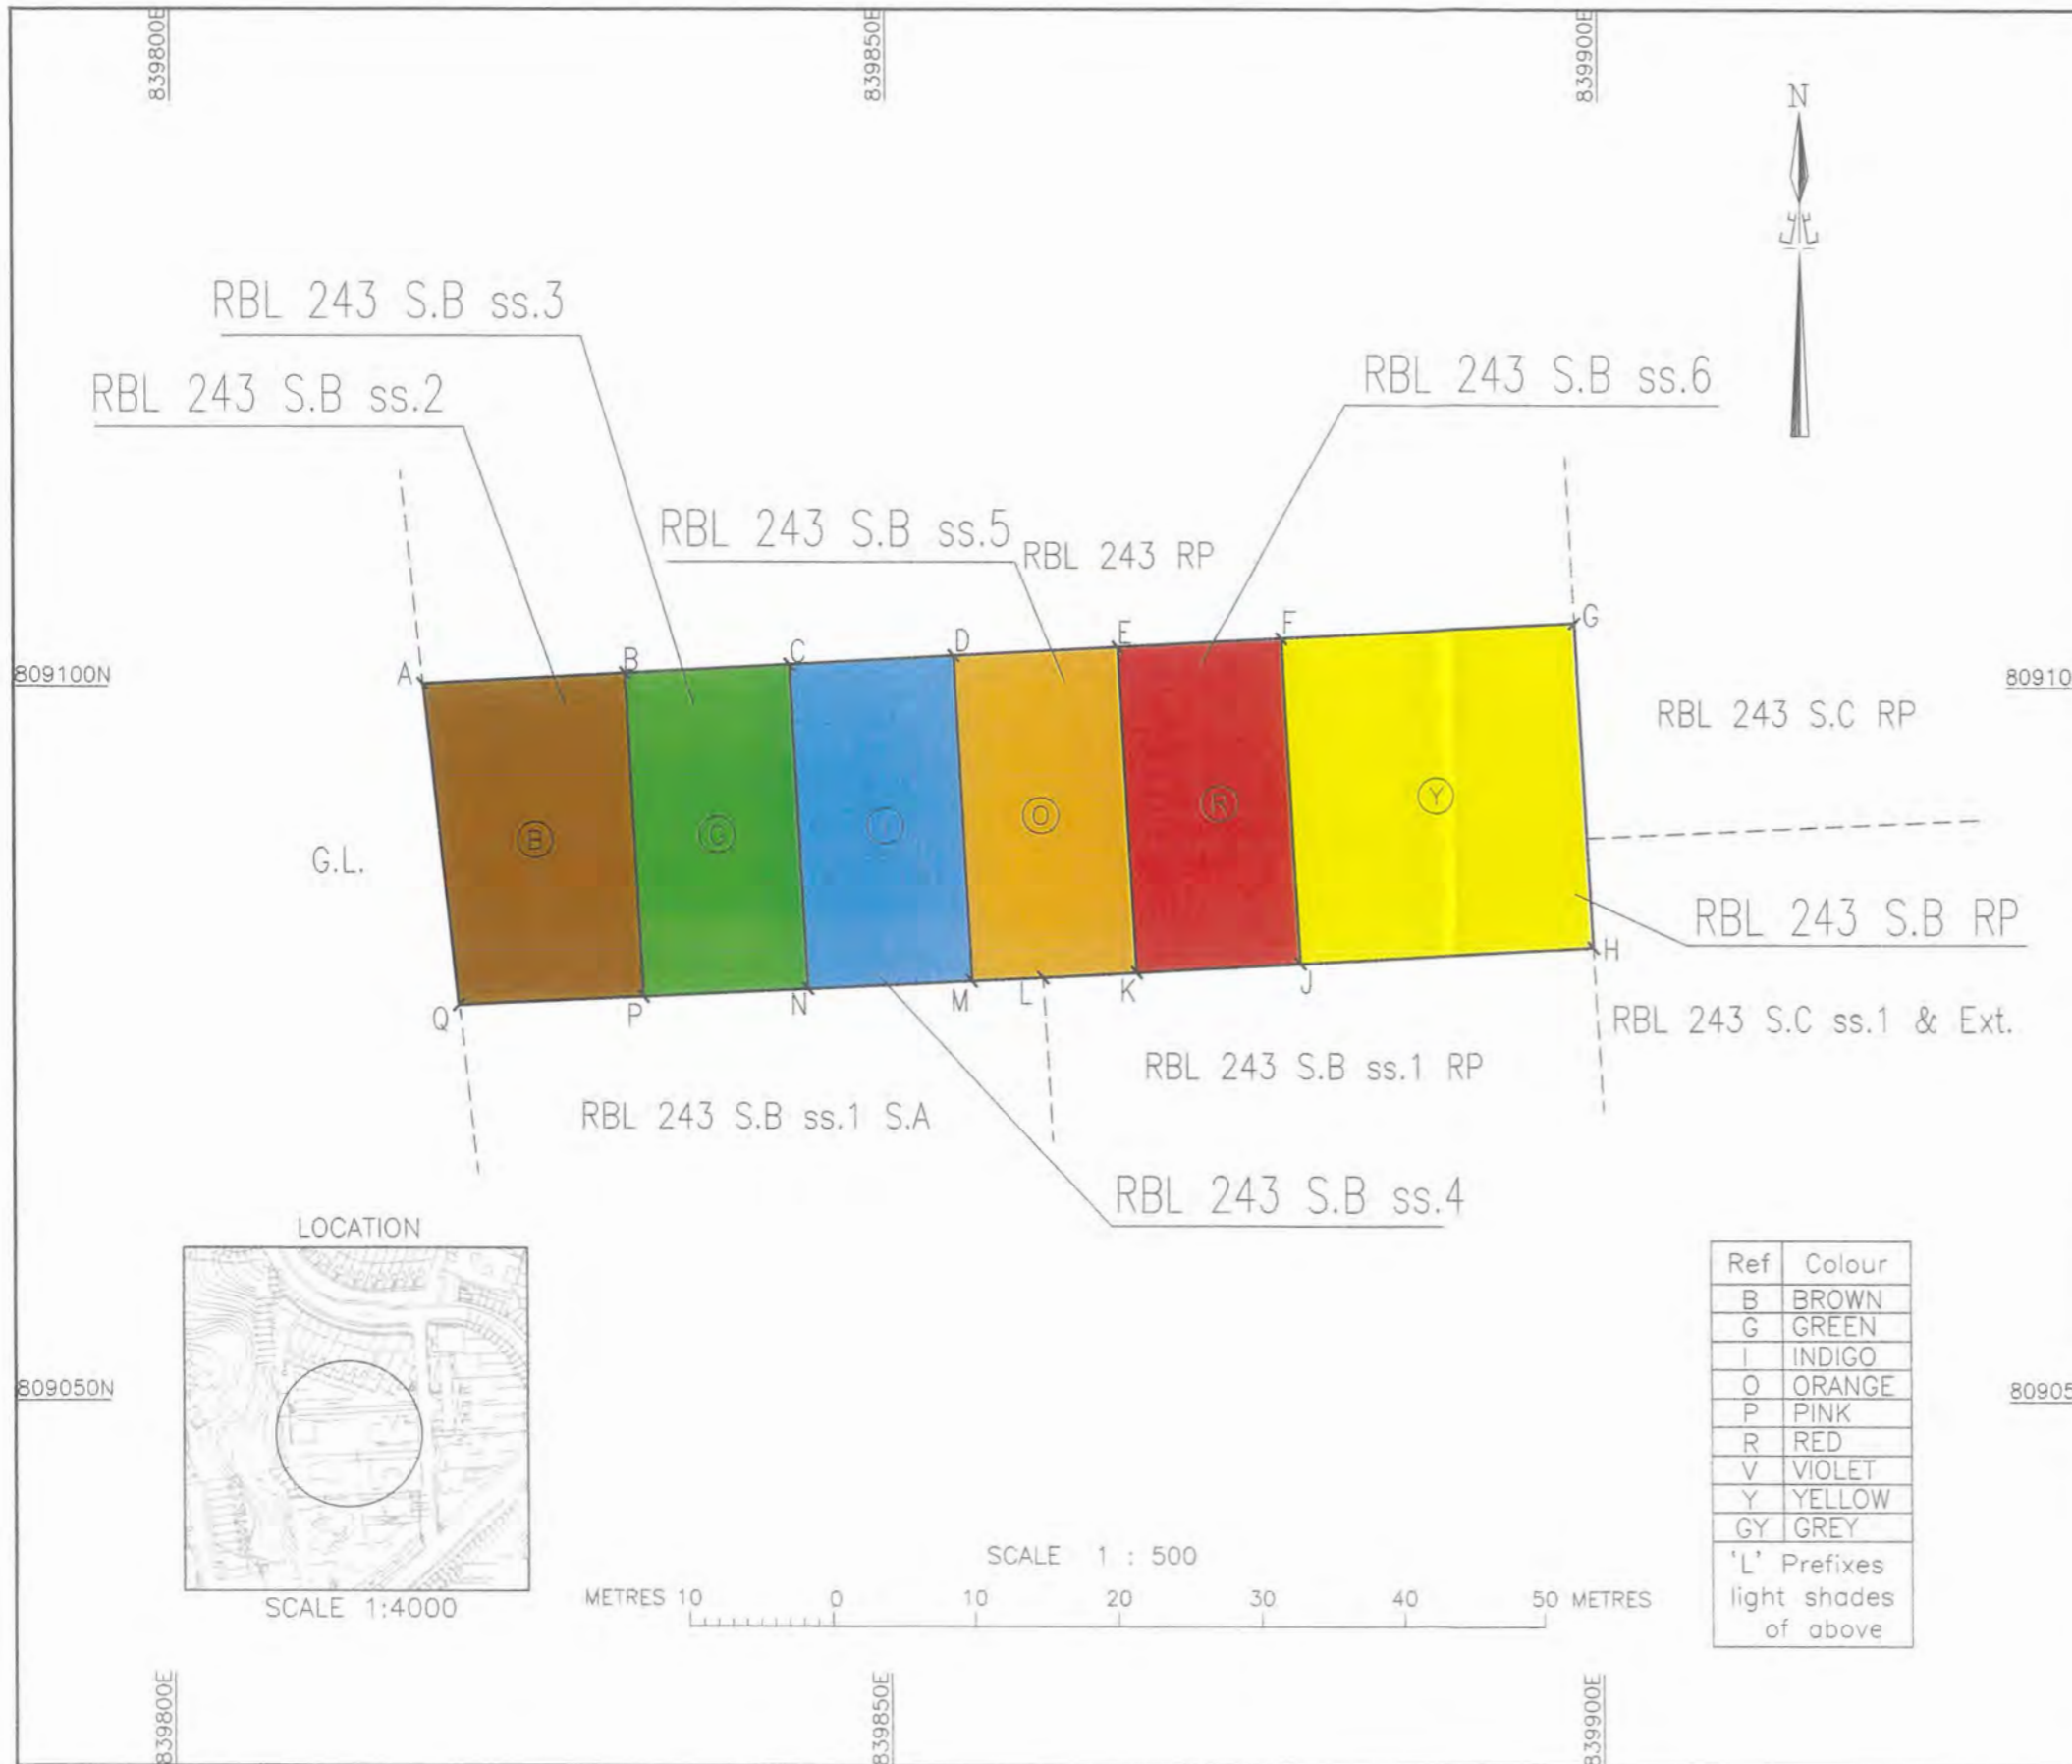 839800E
839850E
839900E
N
RBL 243 S.B ss.3
RBL 243 S.B ss.2
RBL 243 S.B ss.6
RBL 243 S.B ss.5
RBL 243 RP
A
B
C
D
E
F
G
809100N
80910
RBL 243 S.C RP
B
G
I
O
R
Y
G.L.
RBL 243 S.B RP
Q
P
N
M
L
K
J
H
RBL 243 S.C ss.1 & Ext.
RBL 243 S.B ss.1 RP
RBL 243 S.B ss.1 S.A
RBL 243 S.B ss.4
LOCATION
SCALE 1:4000
809050N
80905
Ref Colour
B BROWN
G GREEN
I INDIGO
O ORANGE
P PINK
R RED
V VIOLET
Y YELLOW
GY GREY
'L' Prefixes
light shades
of above
SCALE 1 : 500
METRES 10 0 10 20 30 40 50 METRES
839800E
839850E
839900E